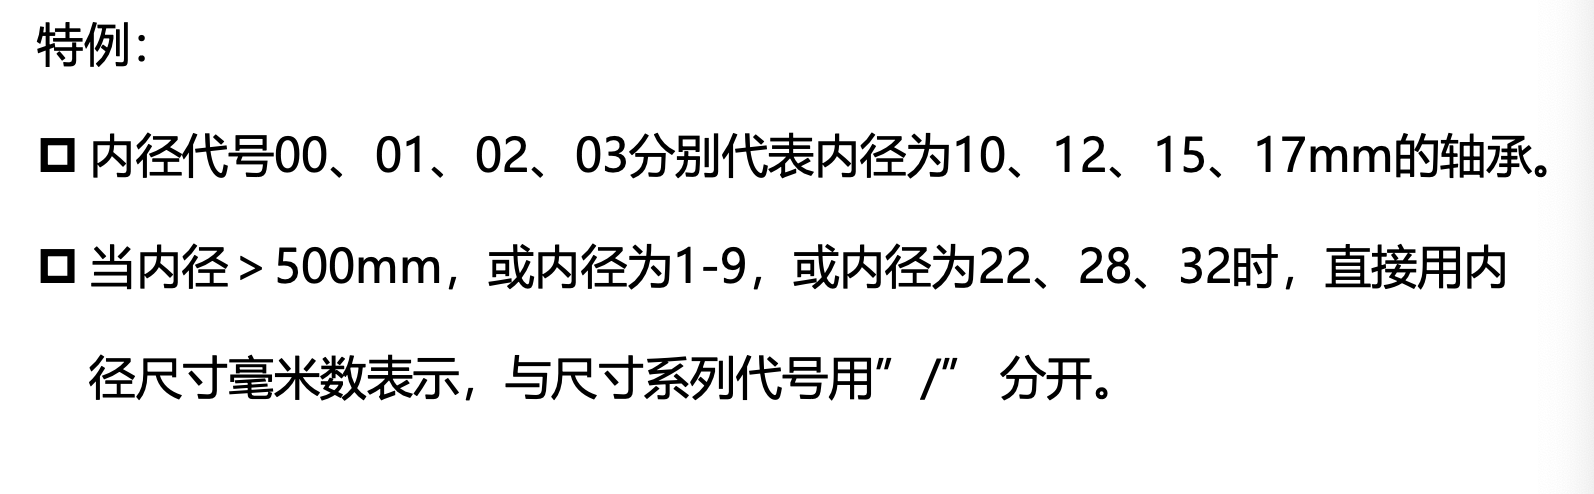 特例：
内径代号00、01、02、03分别代表内径为10、12、15、17mm的轴承。
当内径＞500mm，或内径为1-9，或内径为22、28、32时，直接用内
径尺寸毫米数表示，与尺寸系列代号用”/” 分开。